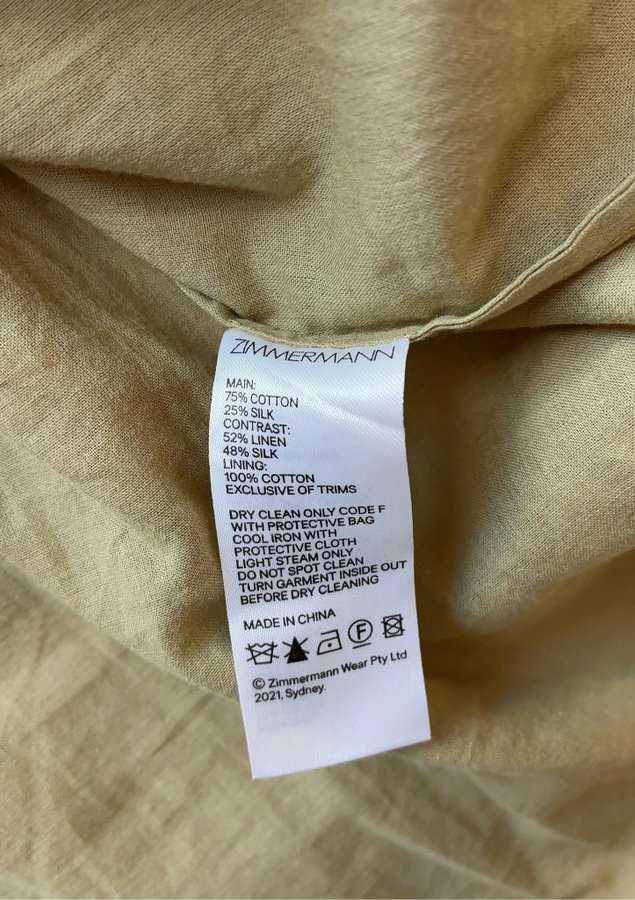 ZIMMERMANN
MAIN:
75% COTTON
25% SILK
CONTRAST:
52% LINEN
48% SILK
LINING:
100% COTTON
EXCLUSIVE OF TRIMS
DRY CLEAN ONLY CODE F
WITH PROTECTIVE BAG
COOL IRON WITH
PROTECTIVE CLOTH
LIGHT STEAM ONLY
DO NOT SPOT CLEAN
TURN GARMENT INSIDE OUT
BEFORE DRY CLEANING
MADE IN CHINA
F
© Zimmermann Wear Pty Ltd
2021, Sydney.